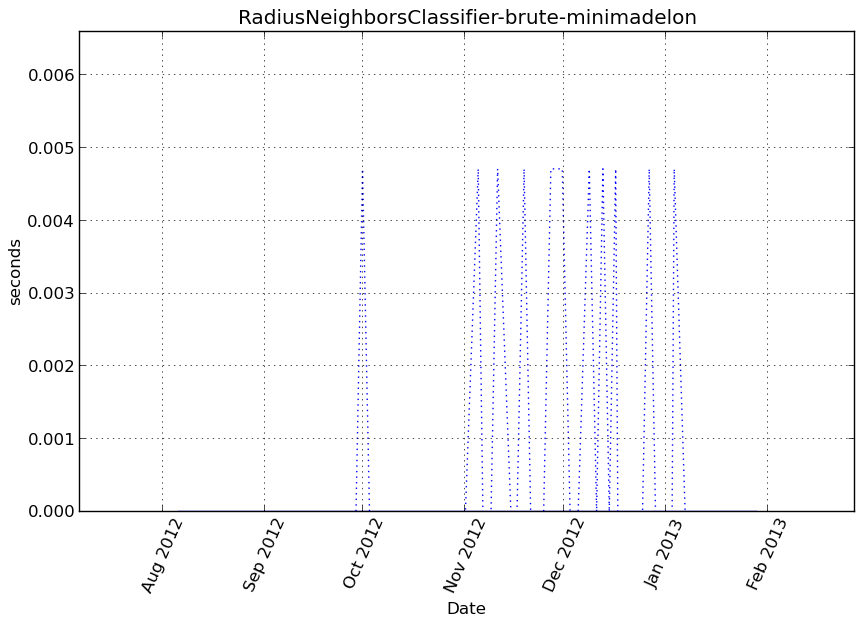 RadiusNeighborsClassifier-brute-minimadelon
0.006
0.005
0.004
0.003
0.002
0.001
0.000
seconds
Aug 2012
Sep 2012
Oct 2012
Nov 2012
Dec 2012
Jan 2013
Feb 2013
Date